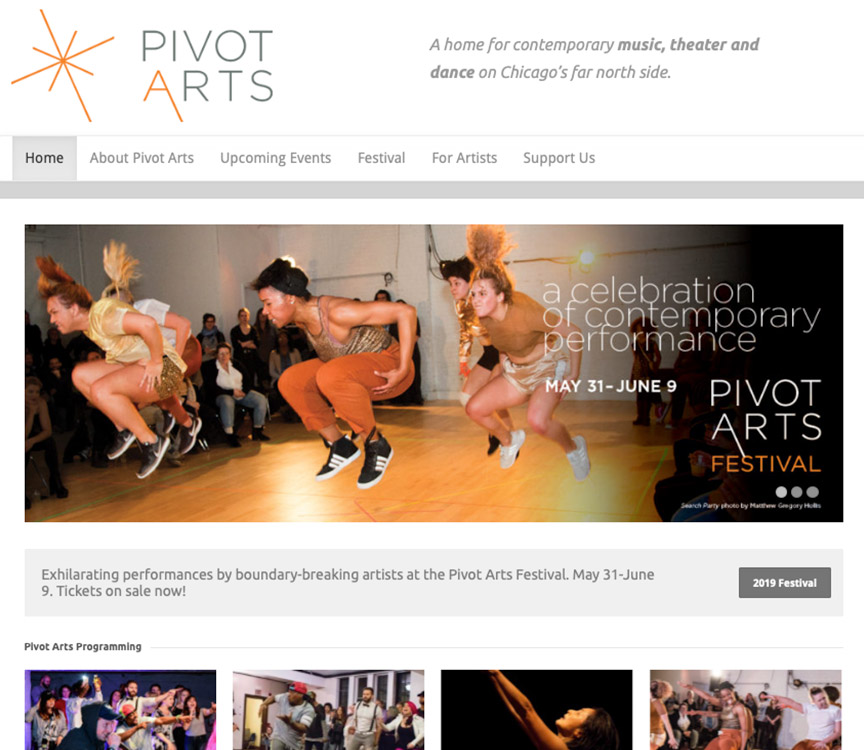 PIVOT
ARTS
A home for contemporary music, theater and
dance on Chicago's far north side.
Home About Pivot Arts Upcoming Events Festival For Artists Support Us
a celebration
of contemporary
performance
MAY 31–JUNE 9
PIVOT
ARTS
FESTIVAL
Search Party photo by Matthew Gregory Hollis
Exhilarating performances by boundary-breaking artists at the Pivot Arts Festival. May 31-June
9. Tickets on sale now!
2019 Festival
Pivot Arts Programming